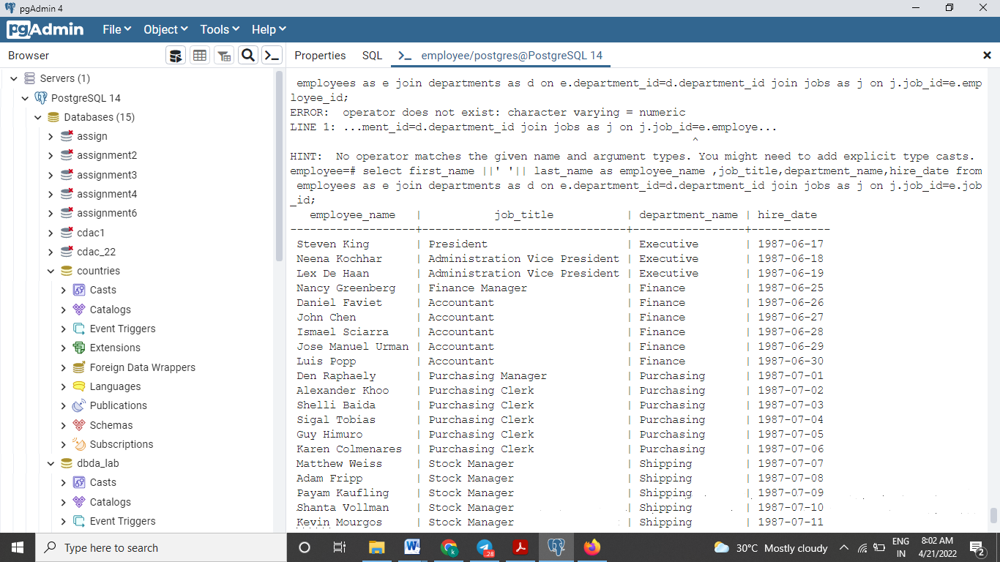 pgAdmin 4
pgAdmin File Object Tools Help
Browser Properties SQL employee/postgres@PostgreSQL 14
Servers (1)
PostgreSQL 14
Databases (15)
assign
assignment2
assignment3
assignment4
assignment6
cdac1
cdac_22
countries
Casts
Catalogs
Event Triggers
Extensions
Foreign Data Wrappers
Languages
Publications
Schemas
Subscriptions
dbda_lab
Casts
Catalogs
Event Triggers
employees as e join departments as d on e.department_id=d.department_id join jobs as j on j.job_id=e.emp
loyee_id;
ERROR:  operator does not exist: character varying = numeric
LINE 1: ...ment_id=d.department_id join jobs as j on j.job_id=e.employe...
^
HINT:  No operator matches the given name and argument types. You might need to add explicit type casts.
employee=# select first_name ||' '|| last_name as employee_name ,job_title,department_name,hire_date from
employees as e join departments as d on e.department_id=d.department_id join jobs as j on j.job_id=e.job
_id;
employee_name | job_title | department_name | hire_date
-------------------+-------------------------------+-----------------+------------
Steven King | President | Executive | 1987-06-17
Neena Kochhar | Administration Vice President | Executive | 1987-06-18
Lex De Haan | Administration Vice President | Executive | 1987-06-19
Nancy Greenberg | Finance Manager | Finance | 1987-06-25
Daniel Faviet | Accountant | Finance | 1987-06-26
John Chen | Accountant | Finance | 1987-06-27
Ismael Sciarra | Accountant | Finance | 1987-06-28
Jose Manuel Urman | Accountant | Finance | 1987-06-29
Luis Popp | Accountant | Finance | 1987-06-30
Den Raphaely | Purchasing Manager | Purchasing | 1987-07-01
Alexander Khoo | Purchasing Clerk | Purchasing | 1987-07-02
Shelli Baida | Purchasing Clerk | Purchasing | 1987-07-03
Sigal Tobias | Purchasing Clerk | Purchasing | 1987-07-04
Guy Himuro | Purchasing Clerk | Purchasing | 1987-07-05
Karen Colmenares | Purchasing Clerk | Purchasing | 1987-07-06
Matthew Weiss | Stock Manager | Shipping | 1987-07-07
Adam Fripp | Stock Manager | Shipping | 1987-07-08
Payam Kaufling | Stock Manager | Shipping | 1987-07-09
Shanta Vollman | Stock Manager | Shipping | 1987-07-10
Kevin Mourgos | Stock Manager | Shipping | 1987-07-11
Type here to search 30°C Mostly cloudy ENG 8:02 AM
IN 4/21/2022 2